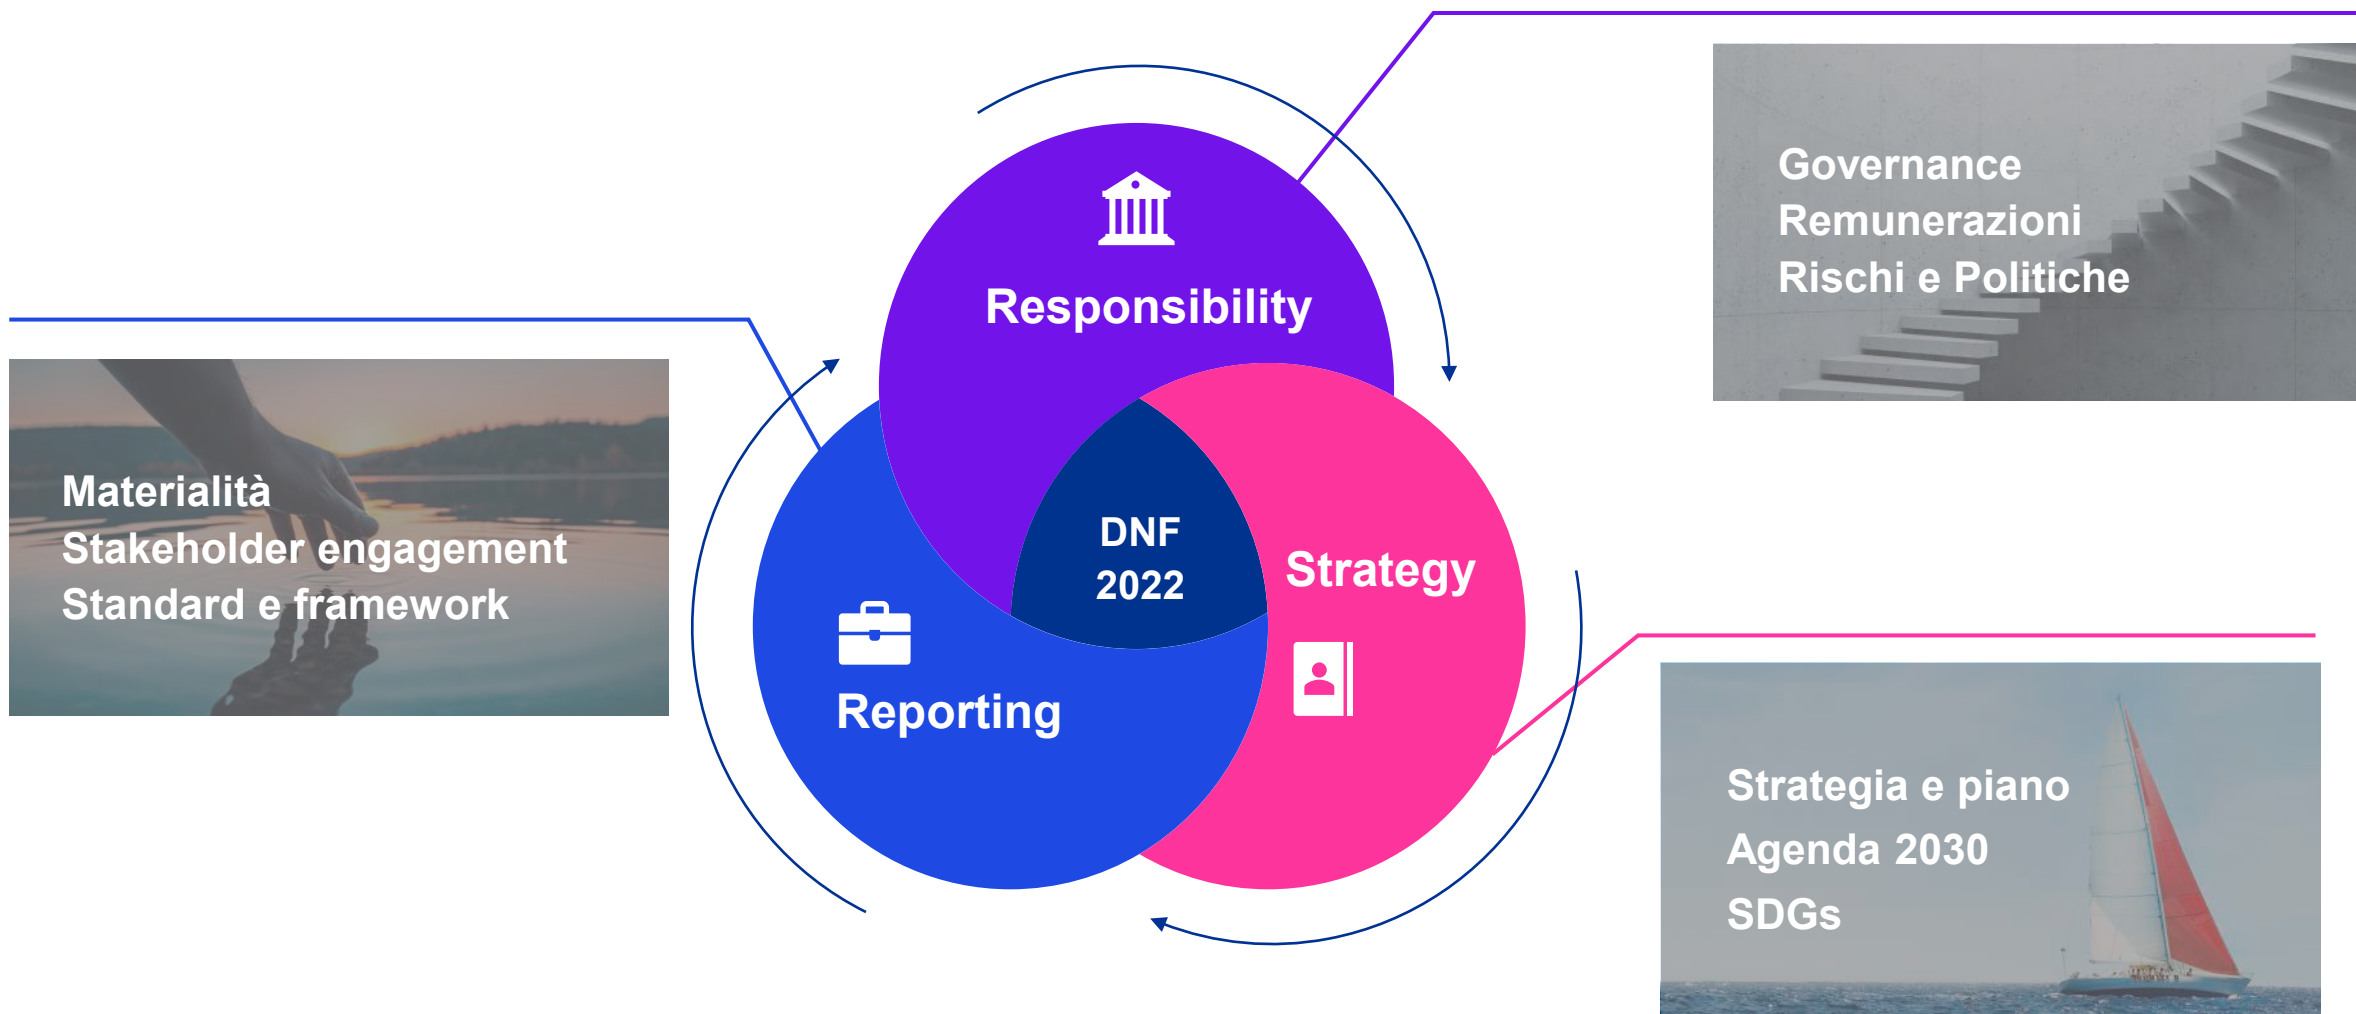 Governance
Remunerazioni
Rischi e Politiche
Responsibility
Materialità
Stakeholder engagement
Standard e framework
DNF
2022
Strategy
Reporting
Strategia e piano
Agenda 2030
SDGs